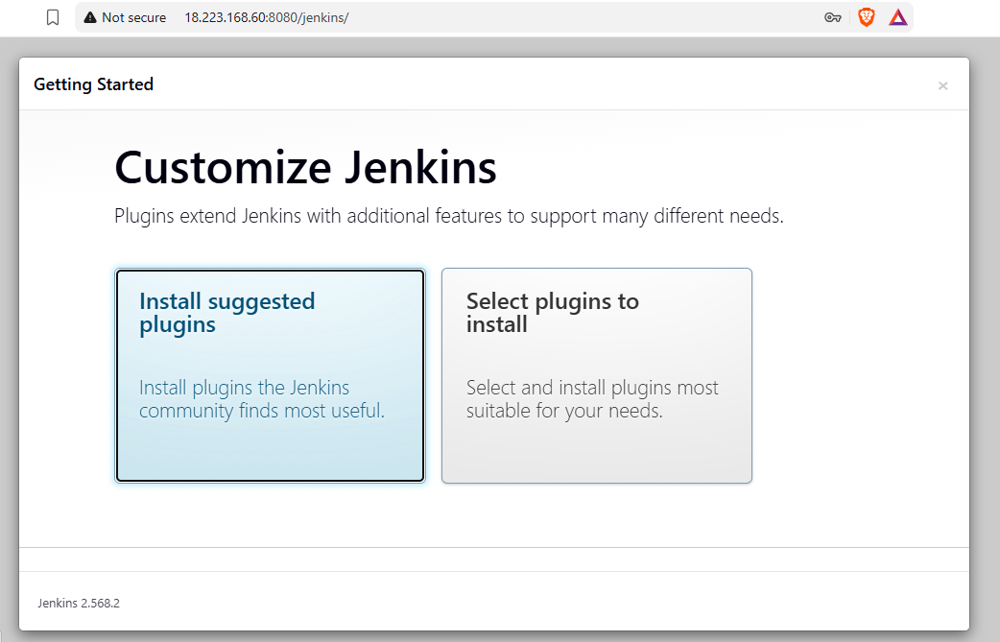 Not secure 18.223.168.60:8080/jenkins/
Getting Started ×
Customize Jenkins
Plugins extend Jenkins with additional features to support many different needs.
Install suggested
plugins
Install plugins the Jenkins
community finds most useful.
Select plugins to
install
Select and install plugins most
suitable for your needs.
Jenkins 2.568.2